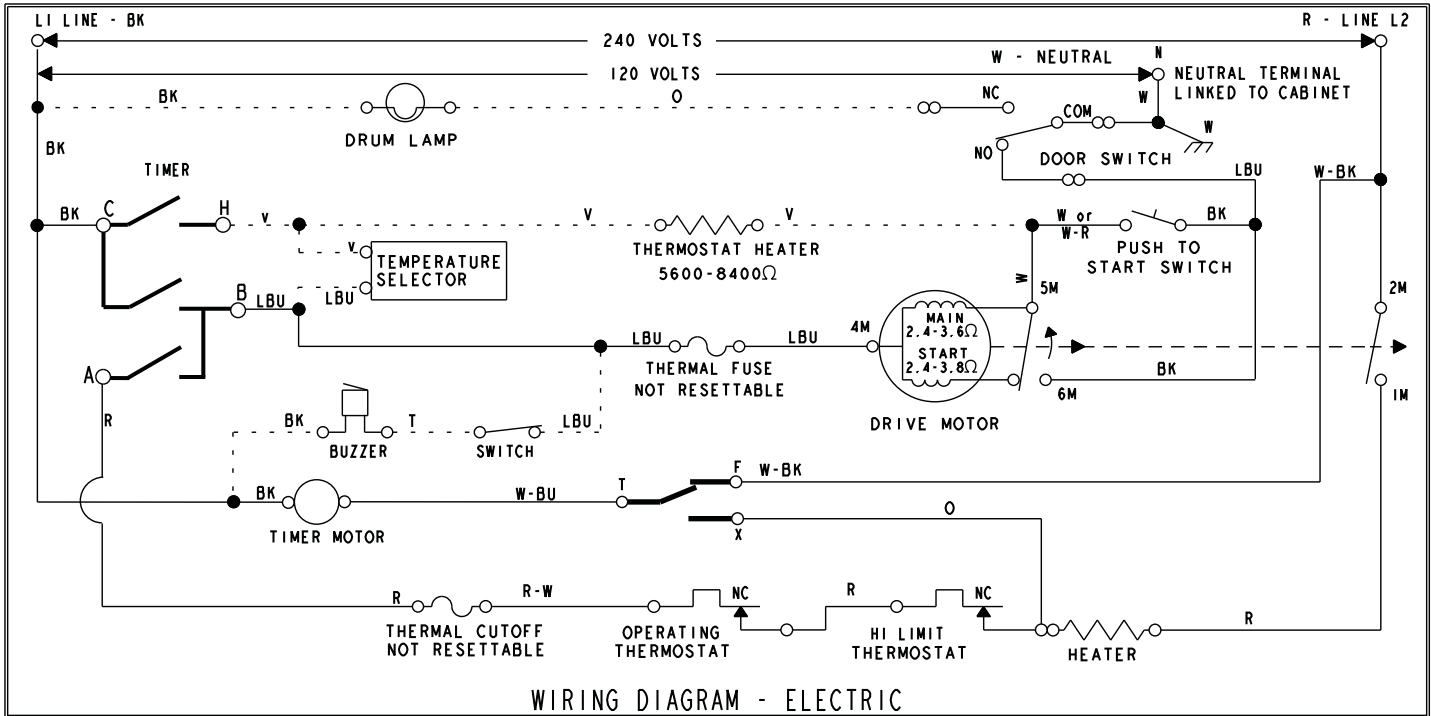 L1 LINE - BK
R - LINE L2
240 VOLTS
W - NEUTRAL
N
120 VOLTS
NEUTRAL TERMINAL
LINKED TO CABINET
BK
O
NC
W
DRUM LAMP
COM
W
BK
NO
DOOR SWITCH
TIMER
LBU
W-BK
BK
C
H
V
V
V
W or
W-R
BK
THERMOSTAT HEATER
5600-8400Ω
PUSH TO
START SWITCH
V
TEMPERATURE
SELECTOR
LBU
W
5M
2M
B
LBU
MAIN
2.4-3.6Ω
START
2.4-3.8Ω
4M
LBU
LBU
THERMAL FUSE
NOT RESETTABLE
BK
A
6M
1M
DRIVE MOTOR
R
BK
T
LBU
BUZZER
SWITCH
F
W-BK
BK
W-BU
T
O
X
TIMER MOTOR
R
R-W
NC
R
NC
R
THERMAL CUTOFF
NOT RESETTABLE
OPERATING
THERMOSTAT
HI LIMIT
THERMOSTAT
HEATER
WIRING DIAGRAM - ELECTRIC